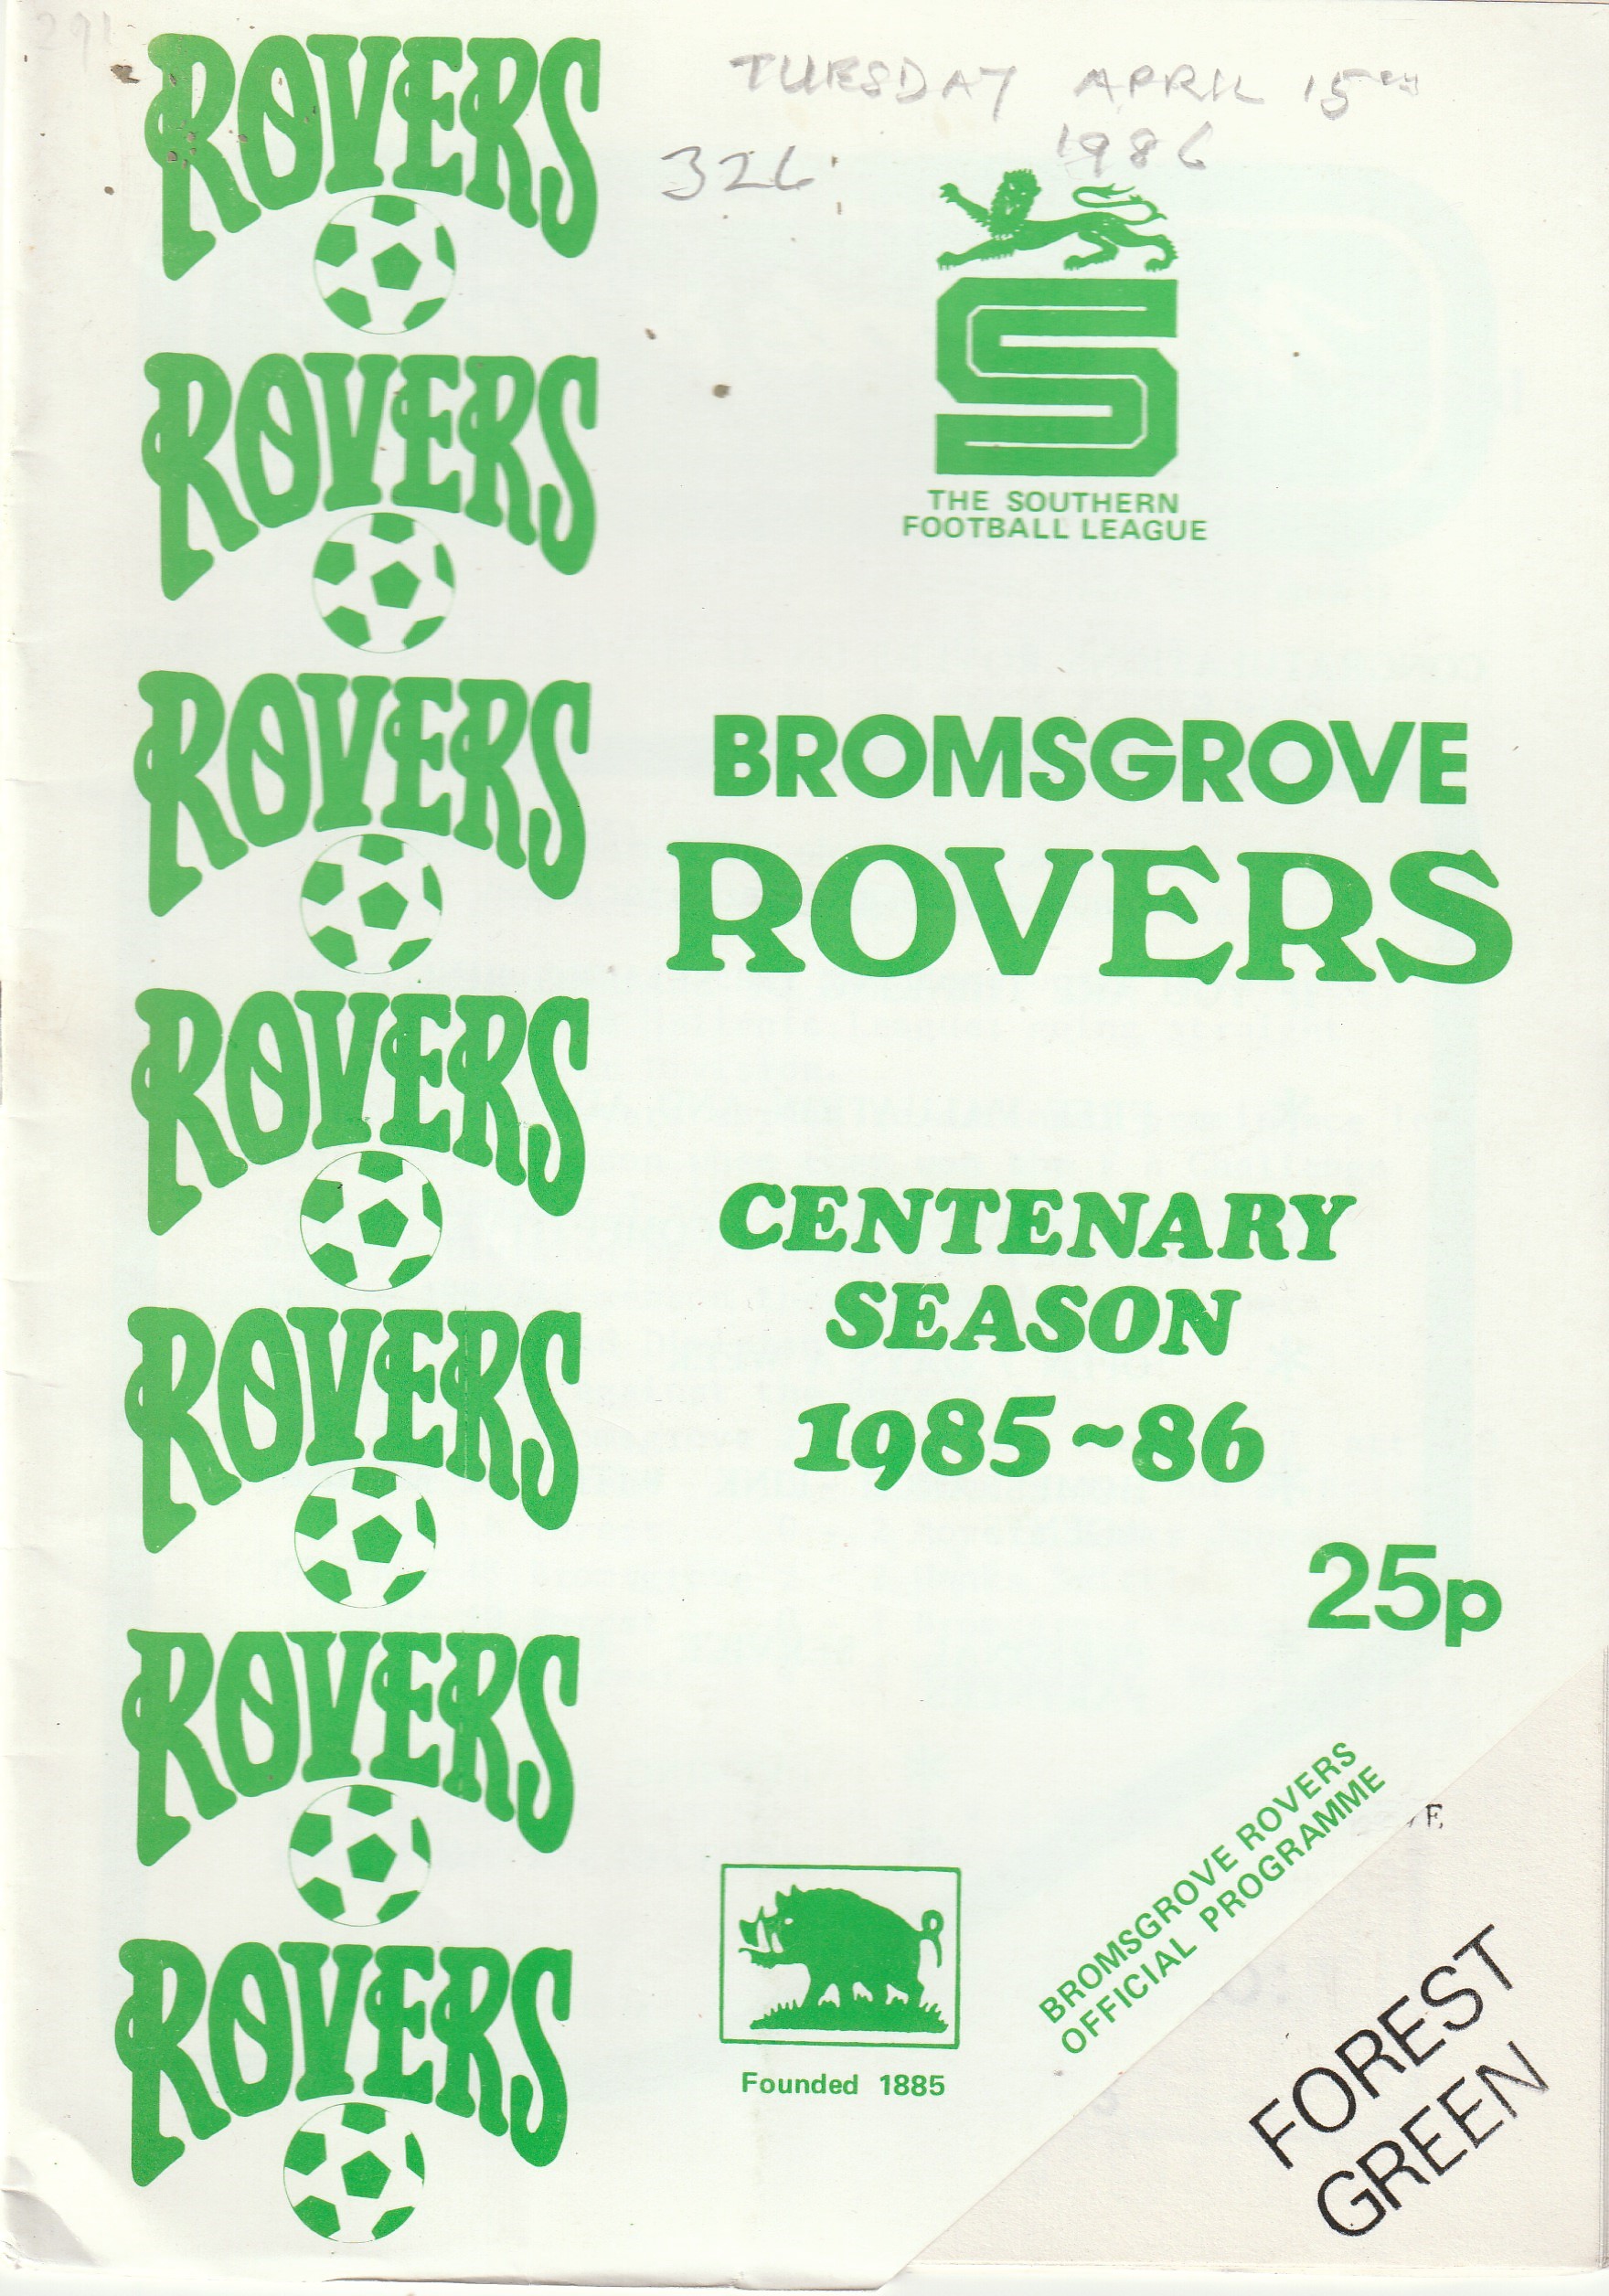 291
TUESDAY APRIL 15TH
1986
326
ROVERS
ROVERS
ROVERS
ROVERS
ROVERS
ROVERS
ROVERS
THE SOUTHERN
FOOTBALL LEAGUE
BROMSGROVE
ROVERS
CENTENARY
SEASON
1985~86
25p
Founded 1885
BROMSGROVE ROVERS
OFFICIAL PROGRAMME
FOREST
GREEN